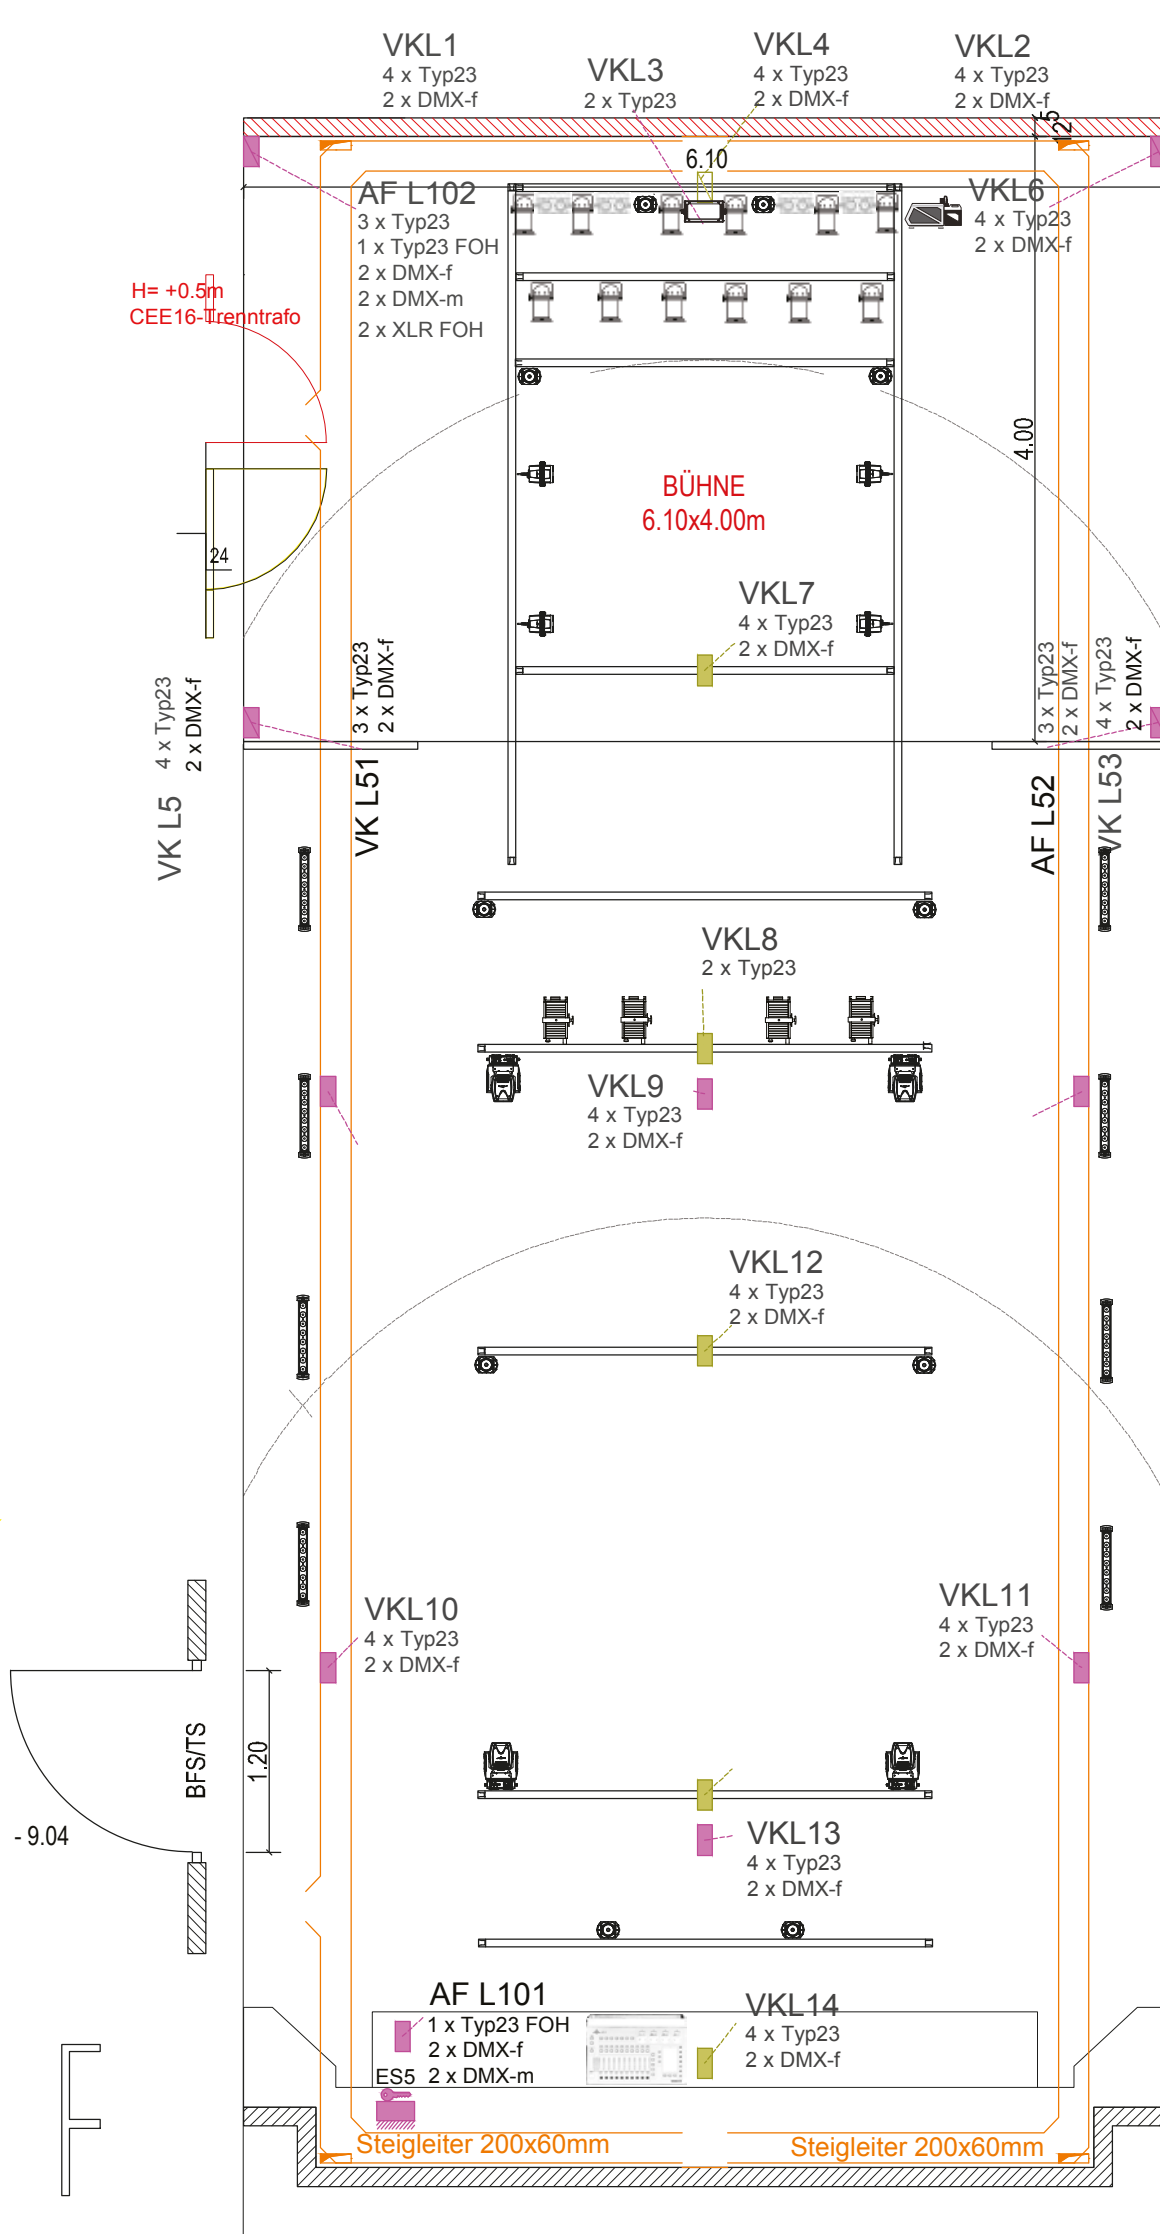 VKL1
4 x Typ23
2 x DMX-f
VKL3
2 x Typ23
VKL4
4 x Typ23
2 x DMX-f
VKL2
4 x Typ23
2 x DMX-f
5
12
6.10
AF L102
3 x Typ23
1 x Typ23 FOH
2 x DMX-f
2 x DMX-m
2 x XLR FOH
VKL6
4 x Typ23
2 x DMX-f
H= +0.5m
CEE16-Trenntrafo
4.00
BÜHNE
6.10x4.00m
24
VKL7
4 x Typ23
2 x DMX-f
VK L5
4 x Typ23
2 x DMX-f
VK L51
3 x Typ23
2 x DMX-f
AF L52
3 x Typ23
2 x DMX-f
VK L53
4 x Typ23
2 x DMX-f
VKL8
2 x Typ23
VKL9
4 x Typ23
2 x DMX-f
VKL12
4 x Typ23
2 x DMX-f
VKL10
4 x Typ23
2 x DMX-f
VKL11
4 x Typ23
2 x DMX-f
BFS/TS
1.20
- 9.04
VKL13
4 x Typ23
2 x DMX-f
AF L101
1 x Typ23 FOH
2 x DMX-f
2 x DMX-m
ES5
VKL14
4 x Typ23
2 x DMX-f
Steigleiter 200x60mm
Steigleiter 200x60mm